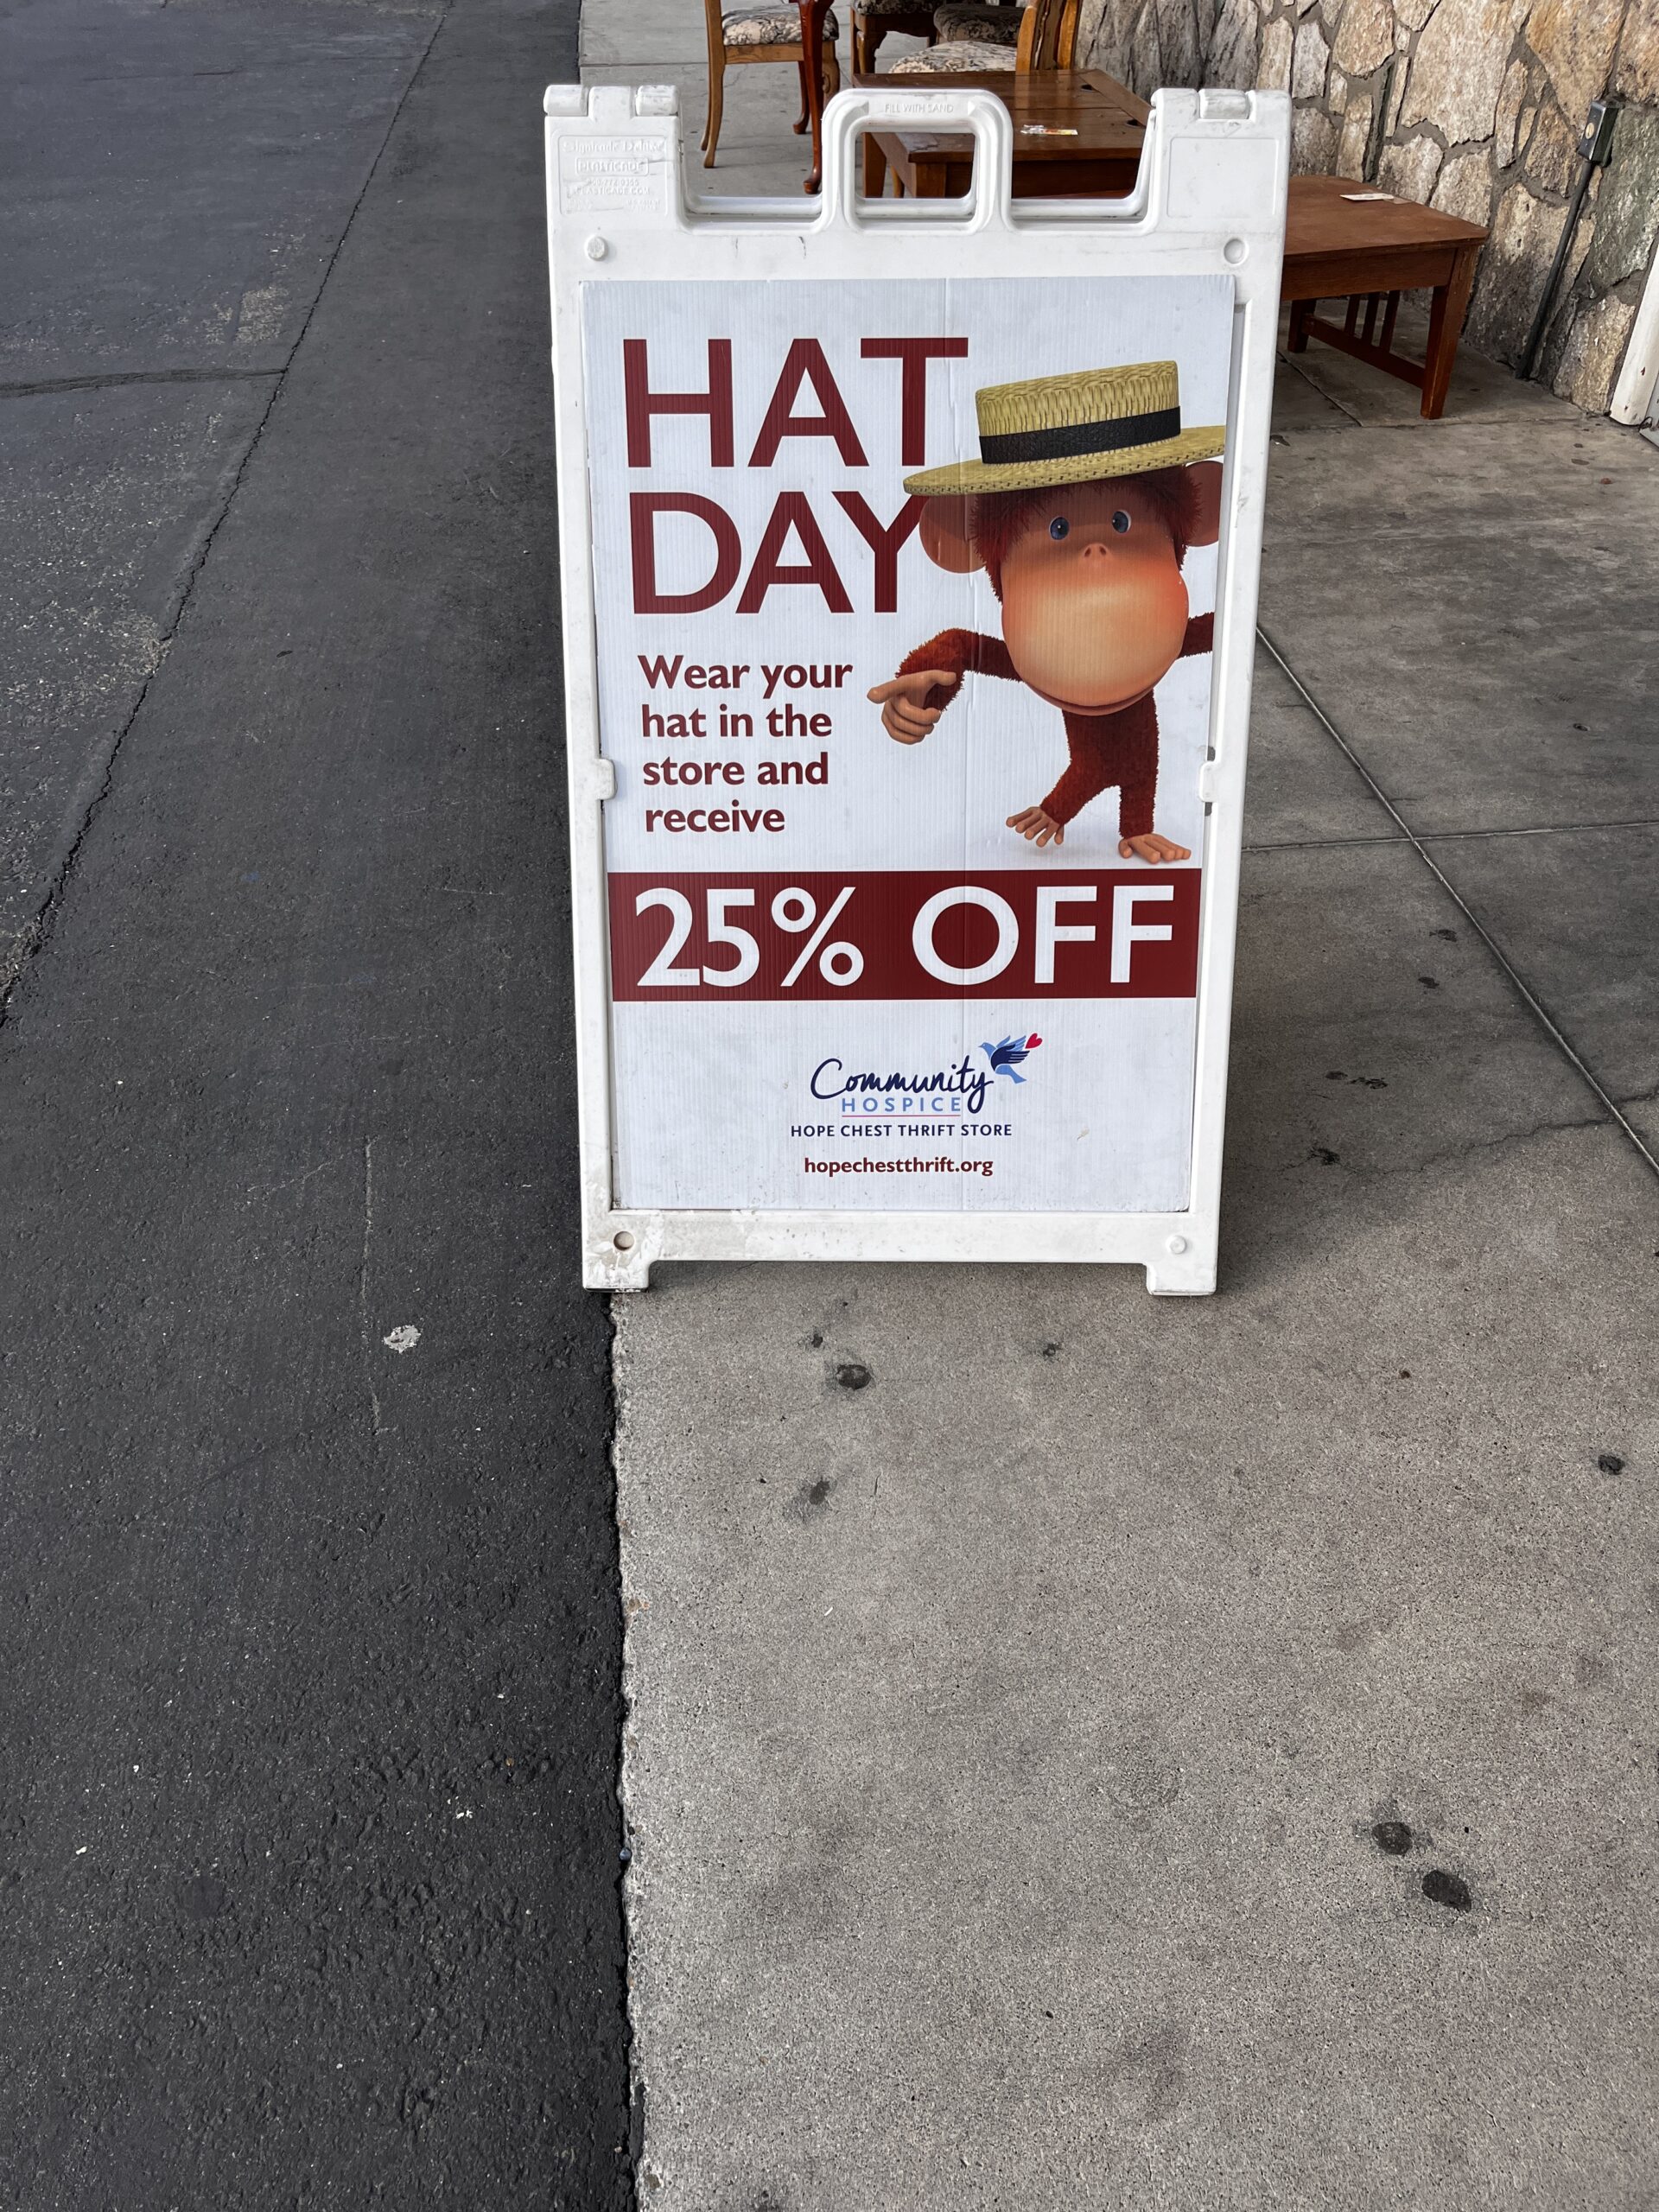 FILL WITH SAND
PLASTICADE
HAT
DAY
Wear your
hat in the
store and
receive
25% OFF
Community
HOSPICE
HOPE CHEST THRIFT STORE
hopechestthrift.org